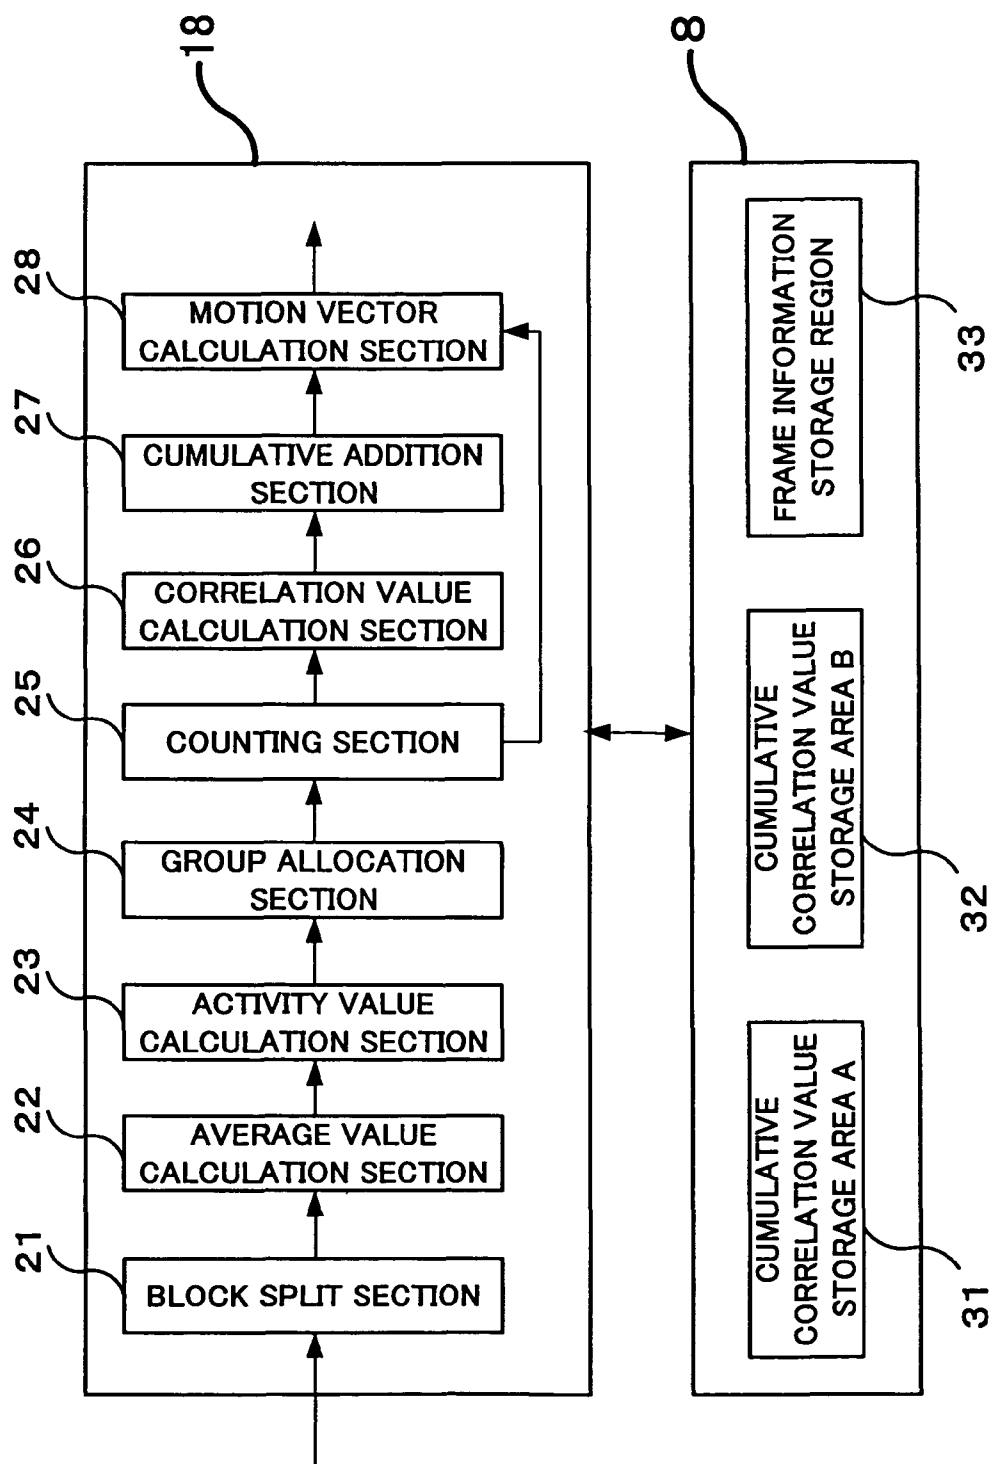 18
28
MOTION VECTOR
CALCULATION SECTION
27
CUMULATIVE ADDITION
SECTION
26
CORRELATION VALUE
CALCULATION SECTION
25
COUNTING SECTION
24
GROUP ALLOCATION
SECTION
23
ACTIVITY VALUE
CALCULATION SECTION
22
AVERAGE VALUE
CALCULATION SECTION
21
BLOCK SPLIT SECTION
8
FRAME INFORMATION
STORAGE REGION
33
CUMULATIVE
CORRELATION VALUE
STORAGE AREA B
32
CUMULATIVE
CORRELATION VALUE
STORAGE AREA A
31